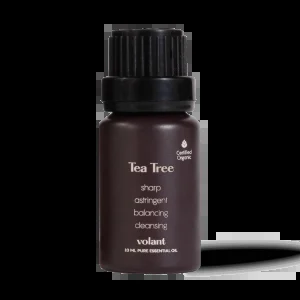 Certified
Organic
Tea Tree
sharp
astringent
balancing
cleansing
volant
10 ML PURE ESSENTIAL OIL